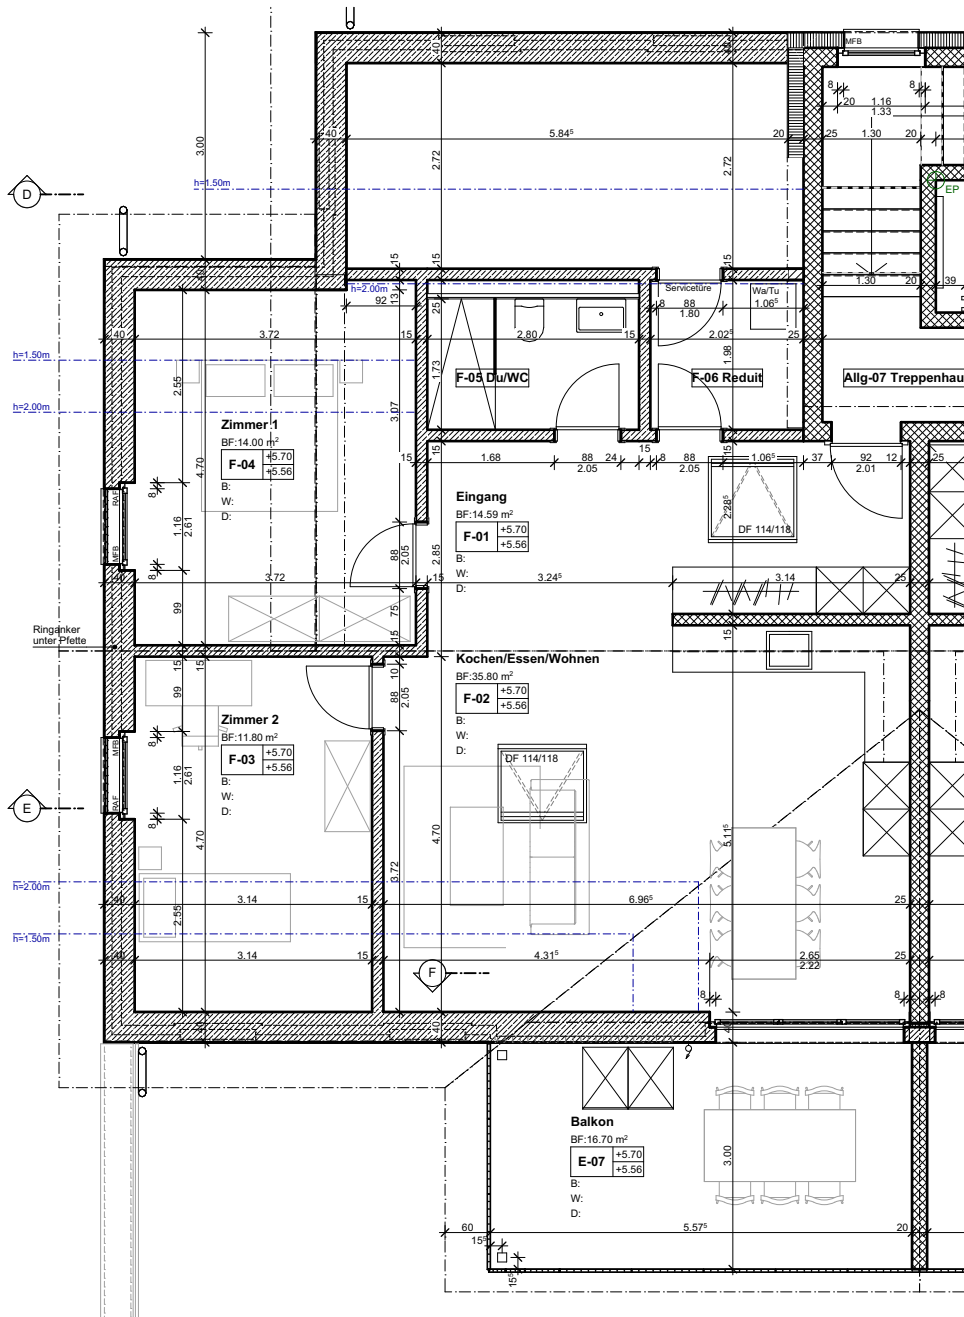 MFB
40
40
8
8
20
1.16
1.33
40
5.84⁵
20
25
1.30
20
3.00
2.72
2.72
D
h=1.50m
EP
15
15
15
40
h=2.00m
13
92
Serviceture
Wa/Tu
8
88
1.06⁵
1.80
1.30
20
39
25
40
3.72
15
2.80
15
2.02⁵
25
h=1.50m
1.98
1.73
2.55
F-05 Du/WC
F-06 Reduit
Allg-07 Treppenhau
h=2.00m
3.07
Zimmer 1
BF:14.00 m²
F-04
+5.70
+5.56
B:
W:
D:
4.70
15
15
15
15
1.68
88
2.05
24
8
88
2.05
1.06⁵
37
92
2.01
12
25
Eingang
BF:14.59 m²
F-01
+5.70
+5.56
B:
W:
D:
2.28⁵
DF 114/118
RAF
MFB
8
8
1.16
2.61
88
2.05
2.85
40
3.72
15
3.24⁵
3.14
25
99
75
15
15
Ringanker
unter Pfette
15
15
10
Kochen/Essen/Wohnen
BF:35.80 m²
F-02
+5.70
+5.56
B:
W:
D:
99
88
2.05
Zimmer 2
BF:11.80 m²
F-03
+5.70
+5.56
B:
W:
D:
MFB
RAF
8
8
1.16
2.61
DF 114/118
E
4.70
4.70
5.11⁵
3.72
h=2.00m
40
3.14
15
6.96⁵
25
2.55
h=1.50m
40
3.14
15
4.31⁵
2.65
2.22
25
F
8
8
8
40
40
40
Balkon
BF:16.70 m²
E-07
+5.70
+5.56
B:
W:
D:
3.00
60
5.57⁵
20
15⁵
15⁵